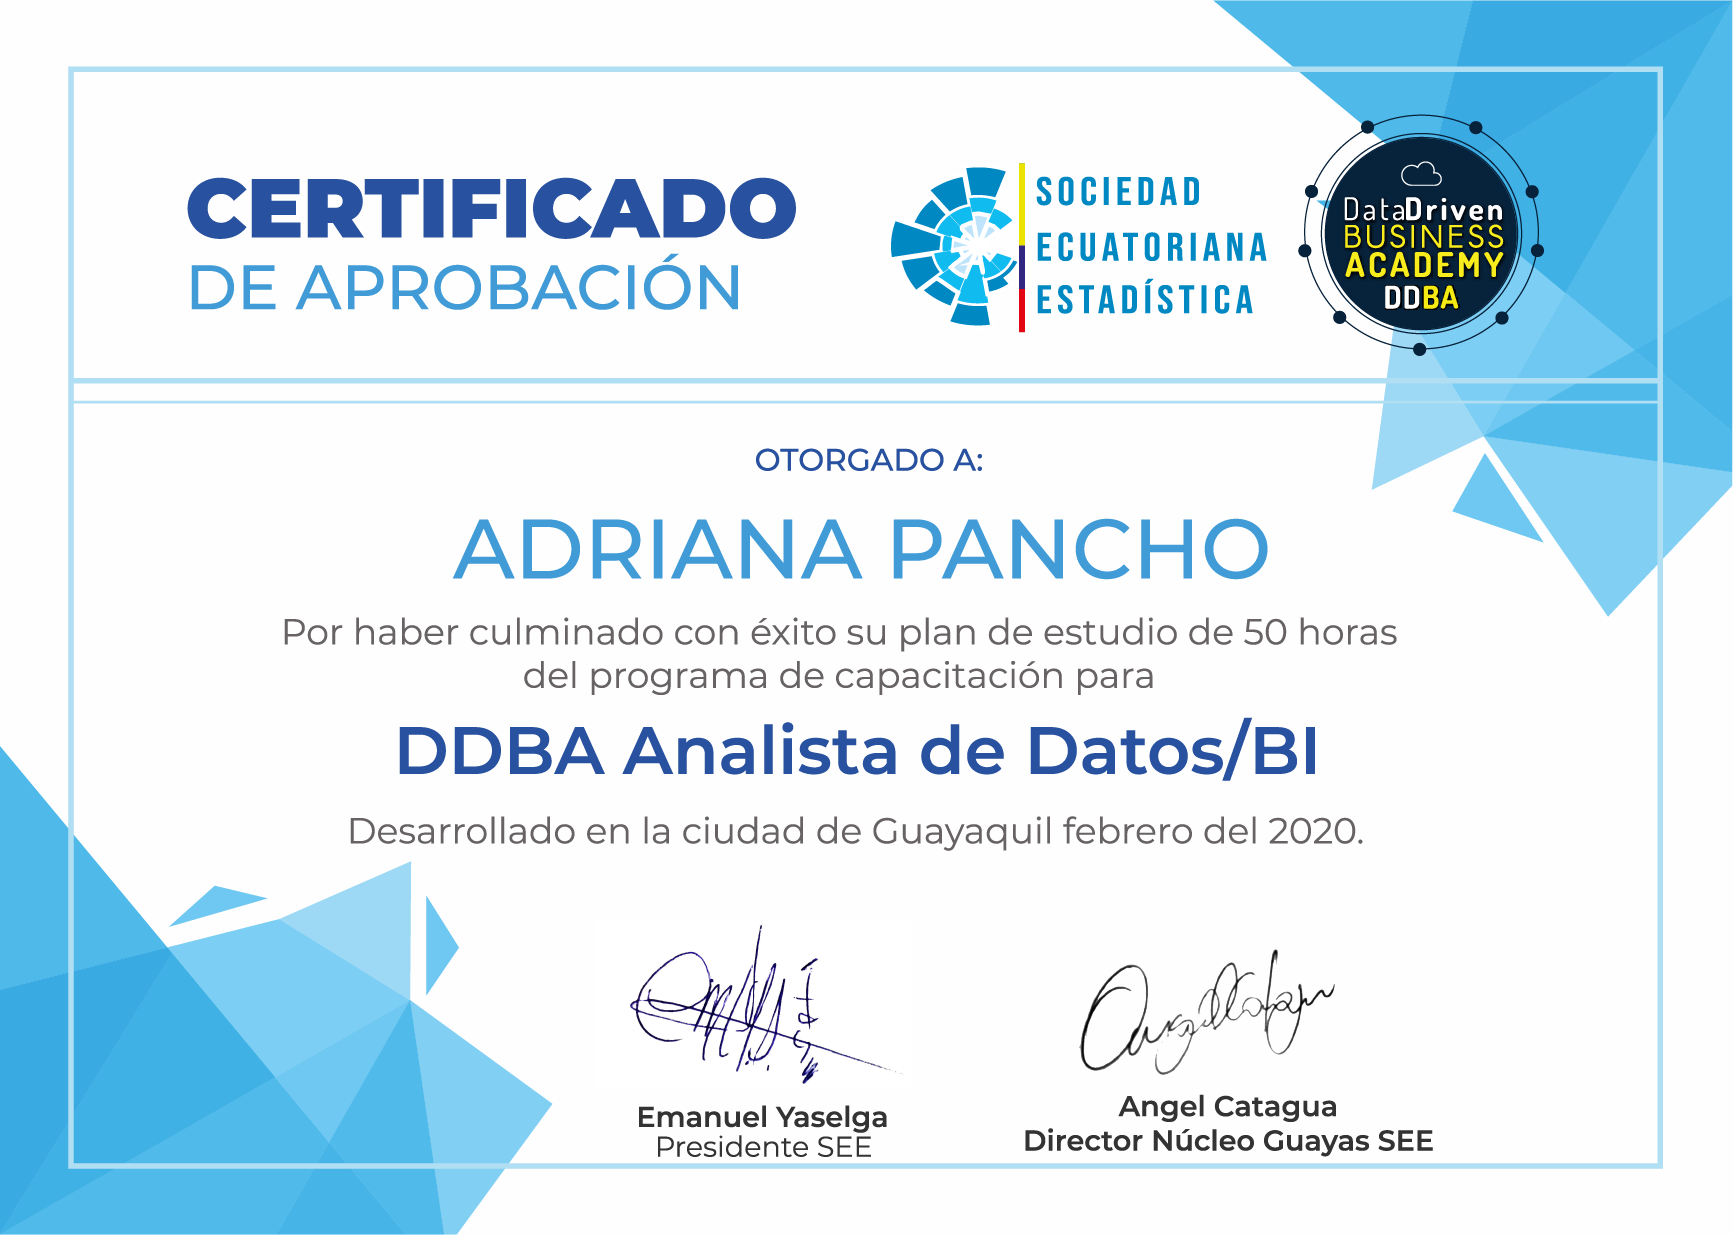 CERTIFICADO
DE APROBACIÓN
SOCIEDAD
ECUATORIANA
ESTADÍSTICA
DataDriven
BUSINESS
ACADEMY
DDBA
OTORGADO A:
ADRIANA PANCHO
Por haber culminado con éxito su plan de estudio de 50 horas
del programa de capacitación para
DDBA Analista de Datos/BI
Desarrollado en la ciudad de Guayaquil febrero del 2020.
Emanuel Yaselga
Presidente SEE
Angel Catagua
Director Núcleo Guayas SEE